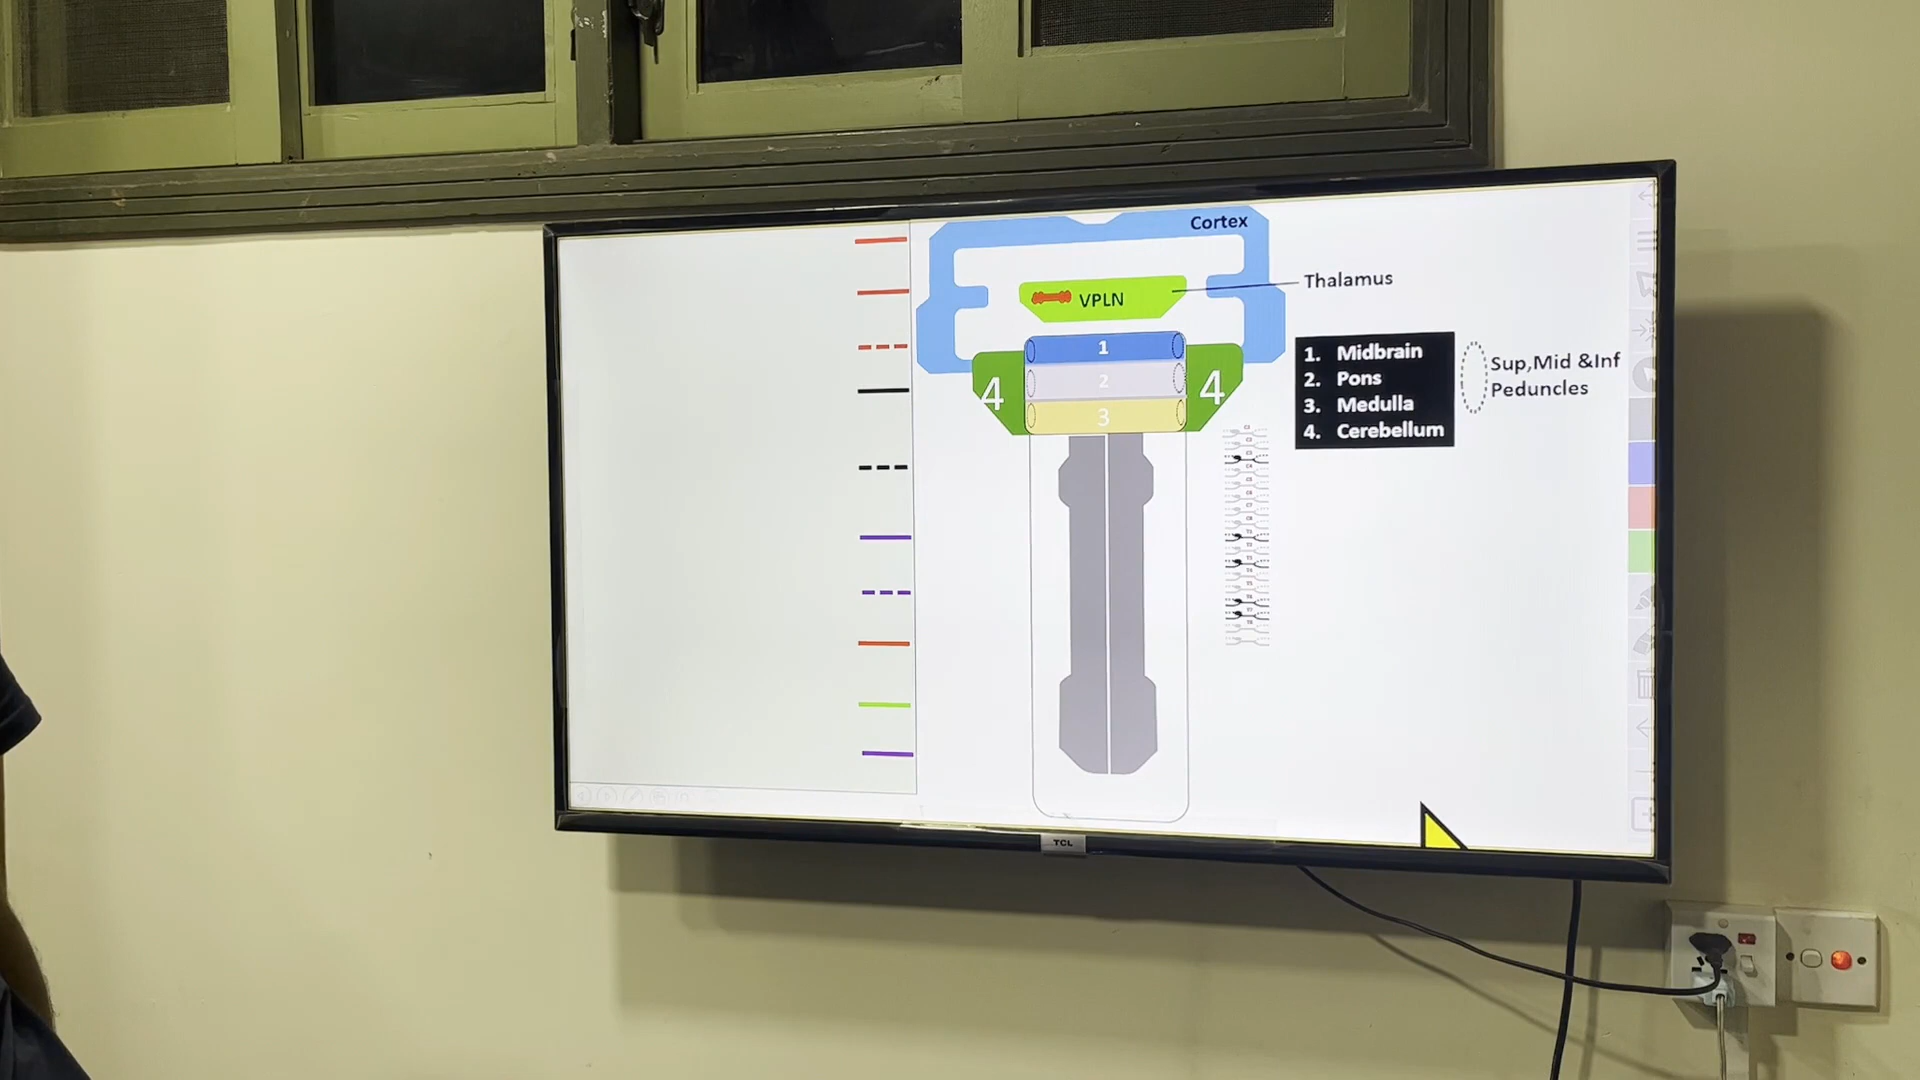 Cortex
Thalamus
VPLN
1
2
3
4
4
1. Midbrain
2. Pons
3. Medulla
4. Cerebellum
Sup,Mid &Inf
Peduncles
TCL